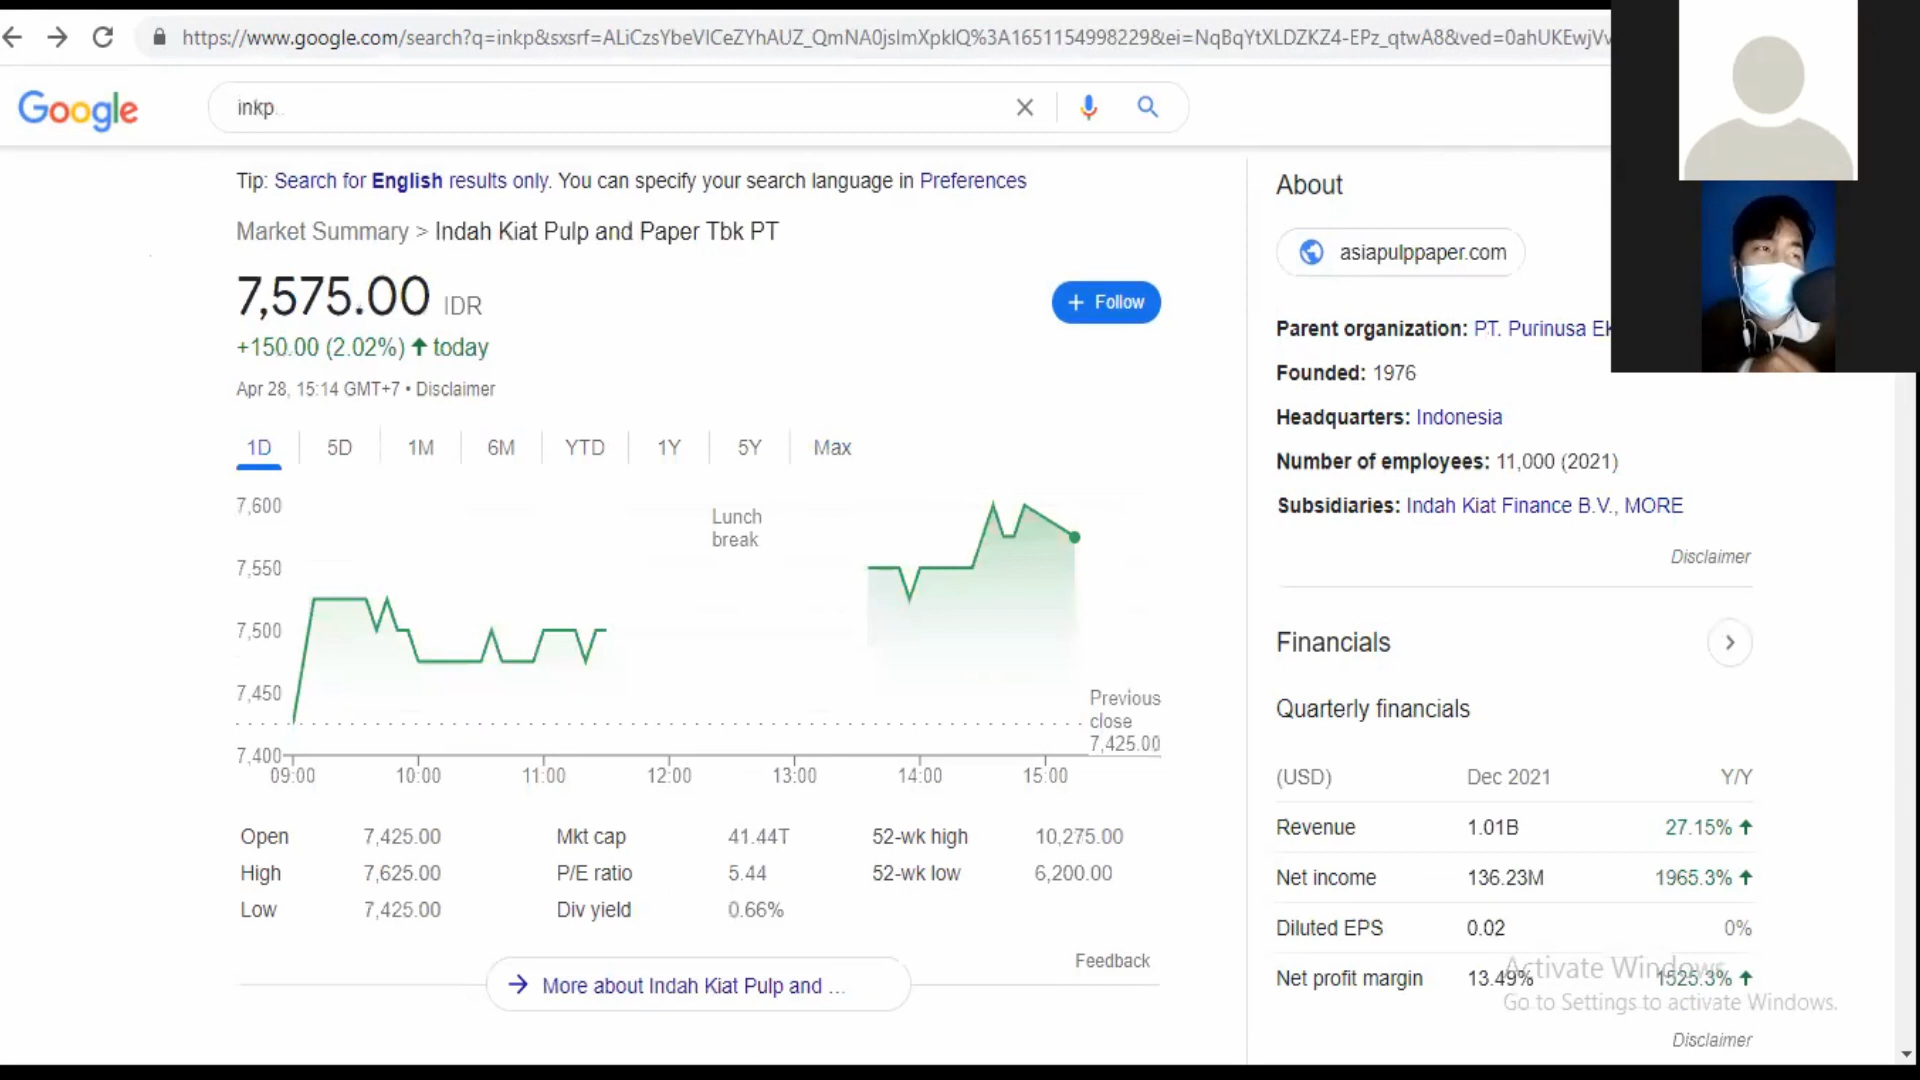 https://www.google.com/search?q=inkp&sxsrf=ALiCzsYbeVICeZYhAUZ_QmNA0jsImXpkIQ%3A1651154998229&ei=NqBqYtXLDZKZ4-EPz_qtwA8&ved=0ahUKEwjVv
Google
inkp
Tip: Search for English results only. You can specify your search language in Preferences
Market Summary > Indah Kiat Pulp and Paper Tbk PT
7,575.00 IDR
+ Follow
+150.00 (2.02%) ↑ today
Apr 28, 15:14 GMT+7 • Disclaimer
1D 5D 1M 6M YTD 1Y 5Y Max
7,600
7,550
7,500
7,450
7,400
Lunch
break
Previous
close
7,425.00
09:00 10:00 11:00 12:00 13:00 14:00 15:00
Open 7,425.00 Mkt cap 41.44T 52-wk high 10,275.00
High 7,625.00 P/E ratio 5.44 52-wk low 6,200.00
Low 7,425.00 Div yield 0.66%
Feedback
→ More about Indah Kiat Pulp and ...
About
asiapulppaper.com
Parent organization: PT. Purinusa
Founded: 1976
Headquarters: Indonesia
Number of employees: 11,000 (2021)
Subsidiaries: Indah Kiat Finance B.V., MORE
Disclaimer
Financials
Quarterly financials
(USD) Dec 2021 Y/Y
Revenue 1.01B 27.15% ↑
Net income 136.23M 1965.3% ↑
Diluted EPS 0.02 0%
Net profit margin 13.49% 1525.3% ↑
Activate Windows
Go to Settings to activate Windows.
Disclaimer